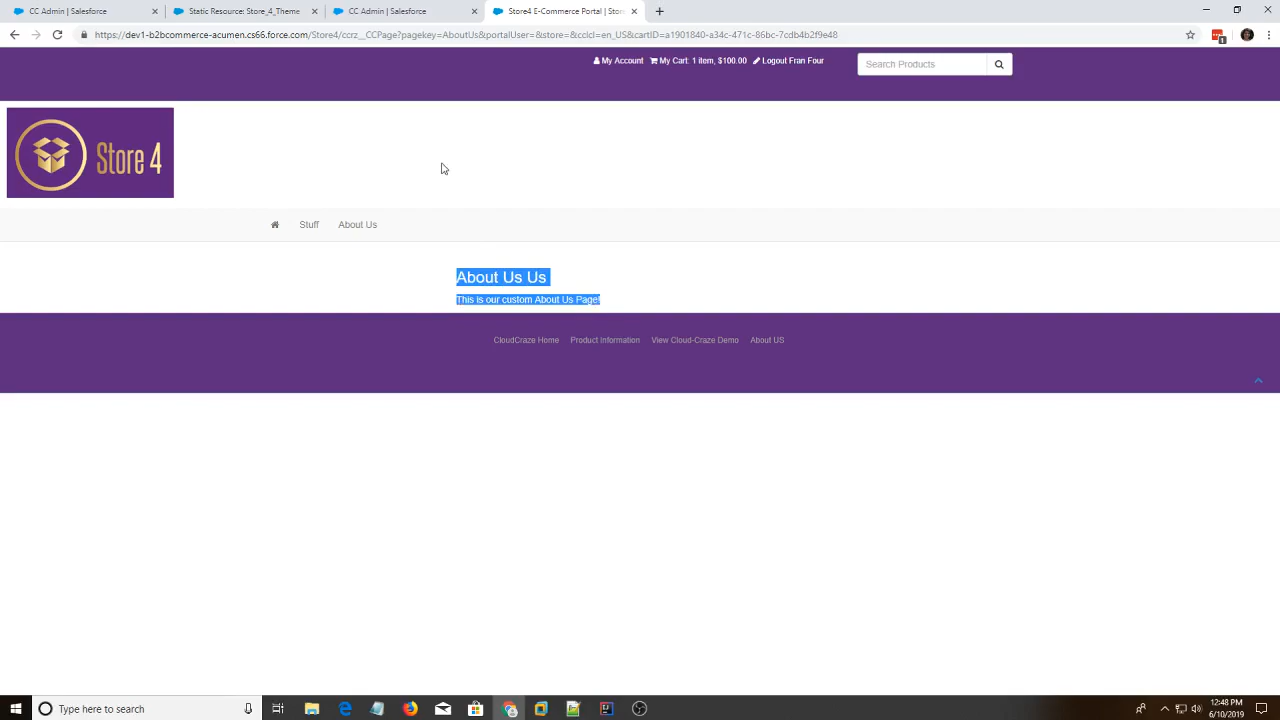 CC Admin | Salesforce
Static Resource: Store_4_Theme
CC Admin | Salesforce
Store4 E-Commerce Portal | Stor
https://dev1-b2bcommerce-acumen.cs66.force.com/Store4/ccrz__CCPage?pagekey=AboutUs&portalUser=&store=&cclcl=en_US&cartID=a1901840-a34c-471c-86bc-7cdb4b2f9e48
1
My Account My Cart: 1 item, $100.00 Logout Fran Four
Search Products
Store 4
Stuff About Us
About Us Us
This is our custom About Us Page!
CloudCraze Home Product Information View Cloud-Craze Demo About US
Type here to search
12:48 PM
6/10/2019